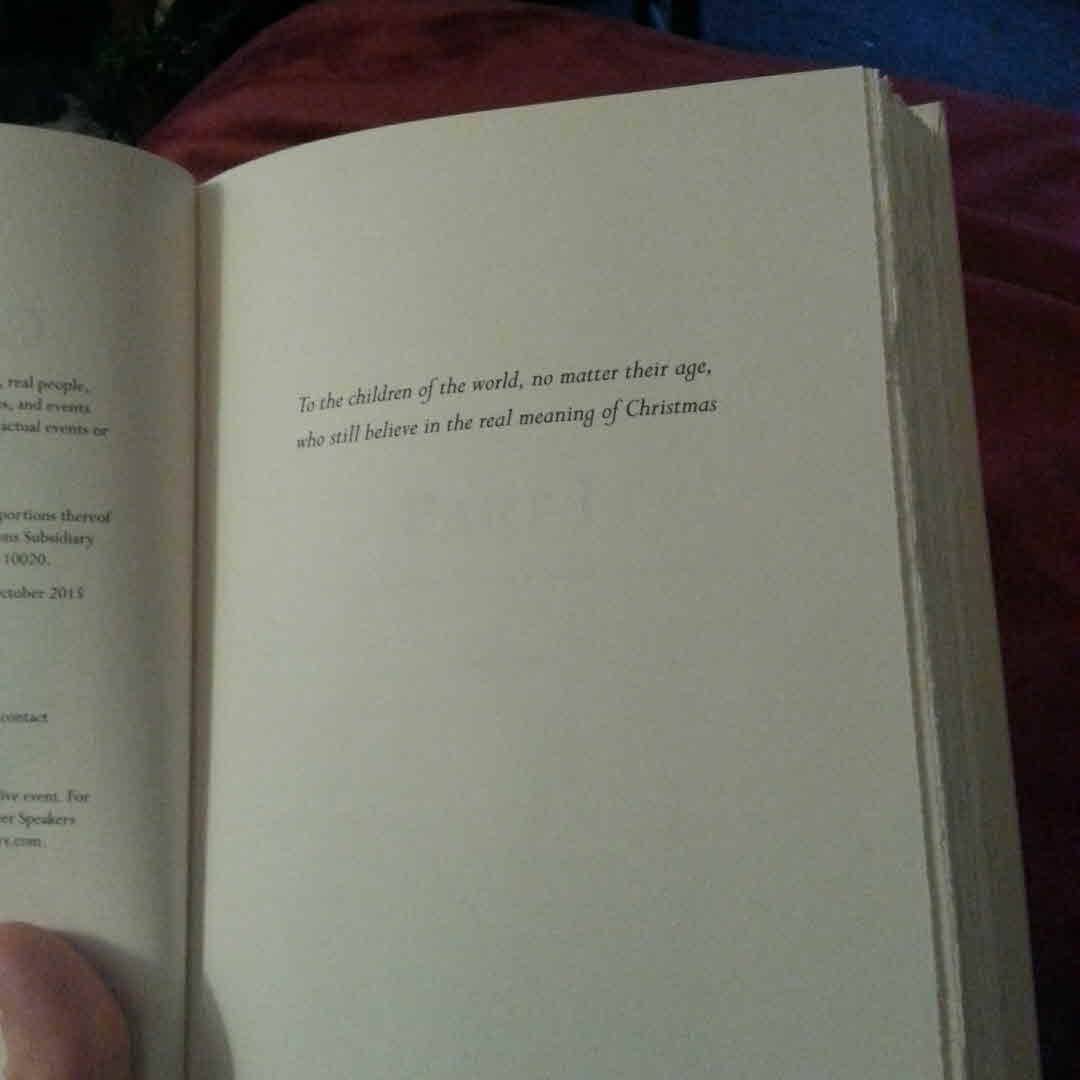 , real people,
es, and events
actual events or
portions thereof
ons Subsidiary
10020.
ctober 2015
contact
live event. For
er Speakers
rs.com.
To the children of the world, no matter their age,
who still believe in the real meaning of Christmas